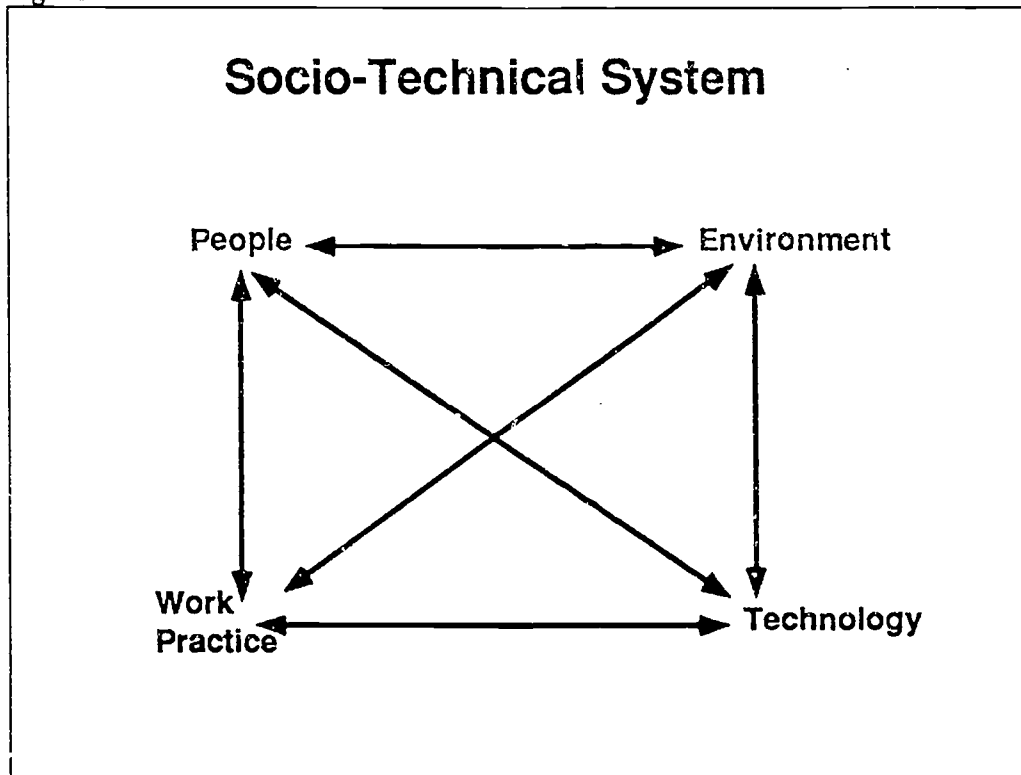 Socio-Technical System
People
Environment
Work
Practice
Technology